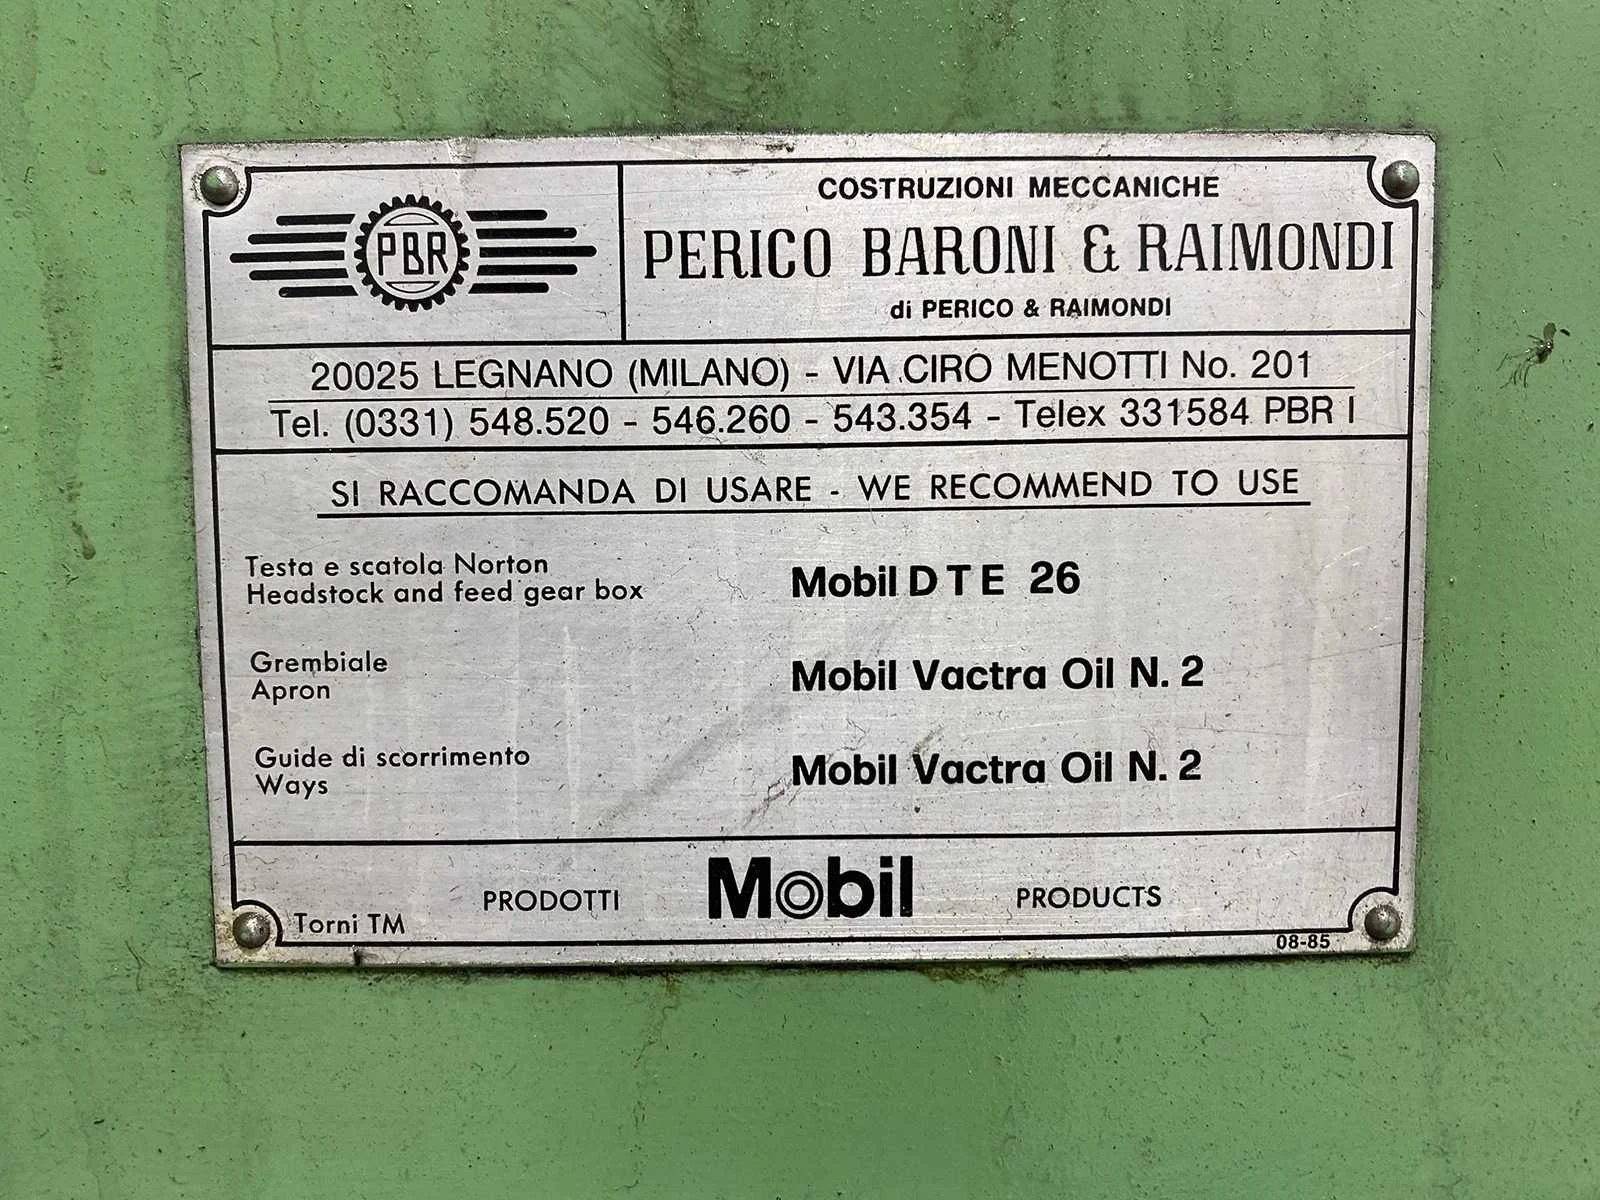 PBR
COSTRUZIONI MECCANICHE
PERICO BARONI & RAIMONDI
di PERICO & RAIMONDI
20025 LEGNANO (MILANO) - VIA CIRO MENOTTI No. 201
Tel. (0331) 548.520 - 546.260 - 543.354 - Telex 331584 PBR I
SI RACCOMANDA DI USARE - WE RECOMMEND TO USE
Testa e scatola Norton
Headstock and feed gear box
Mobil DTE 26
Grembiale
Apron
Mobil Vactra Oil N. 2
Guide di scorrimento
Ways
Mobil Vactra Oil N. 2
PRODOTTI Mobil PRODUCTS
Torni TM
08-85